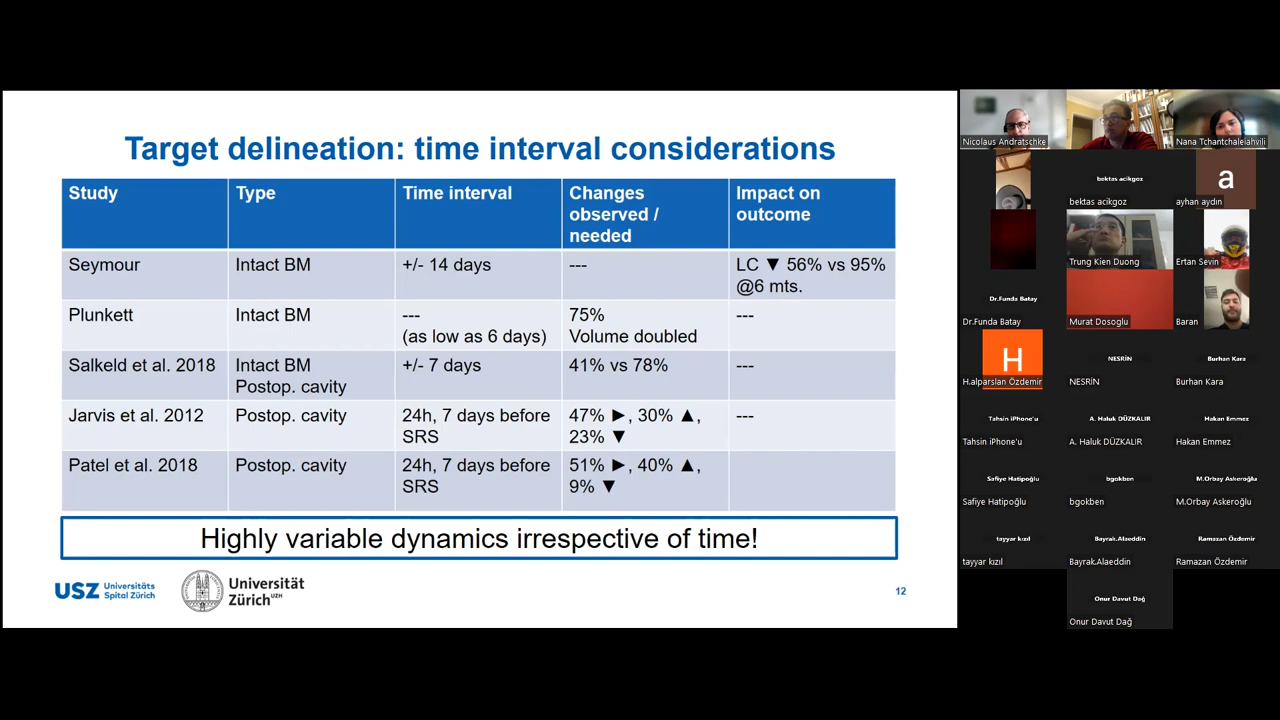 Target delineation: time interval considerations
Study Type Time interval Changes observed / needed Impact on outcome
Seymour Intact BM +/- 14 days --- LC ▼ 56% vs 95% @6 mts.
Plunkett Intact BM --- (as low as 6 days) 75% Volume doubled ---
Salkeld et al. 2018 Intact BM Postop. cavity +/- 7 days 41% vs 78% ---
Jarvis et al. 2012 Postop. cavity 24h, 7 days before SRS 47% ►, 30% ▲, 23% ▼ ---
Patel et al. 2018 Postop. cavity 24h, 7 days before SRS 51% ►, 40% ▲, 9% ▼
Highly variable dynamics irrespective of time!
USZ Universitäts Spital Zürich
Universität Zürich UZH
12
Nicolaus Andratschke
Nana Tchantchaleiahvili
bektas acikgoz
bektas acikgoz
a
ayhan aydın
Trung Kien Duong
Ertan Sevin
Dr.Funda Batay
Dr.Funda Batay
Murat Dosoglu
Baran
H
H.alparslan Özdemir
NESRİN
NESRİN
Burhan Kara
Burhan Kara
Tahsin iPhone'u
Tahsin iPhone'u
A. Haluk DÜZKALIR
A. Haluk DÜZKALIR
Hakan Emmez
Hakan Emmez
Safiye Hatipoğlu
Safiye Hatipoğlu
bgokben
bgokben
M.Orbay Askeroğlu
M.Orbay Askeroğlu
tayyar kızıl
tayyar kızıl
Bayrak.Alaeddin
Bayrak.Alaeddin
Ramazan Özdemir
Ramazan Özdemir
Onur Davut Dağ
Onur Davut Dağ